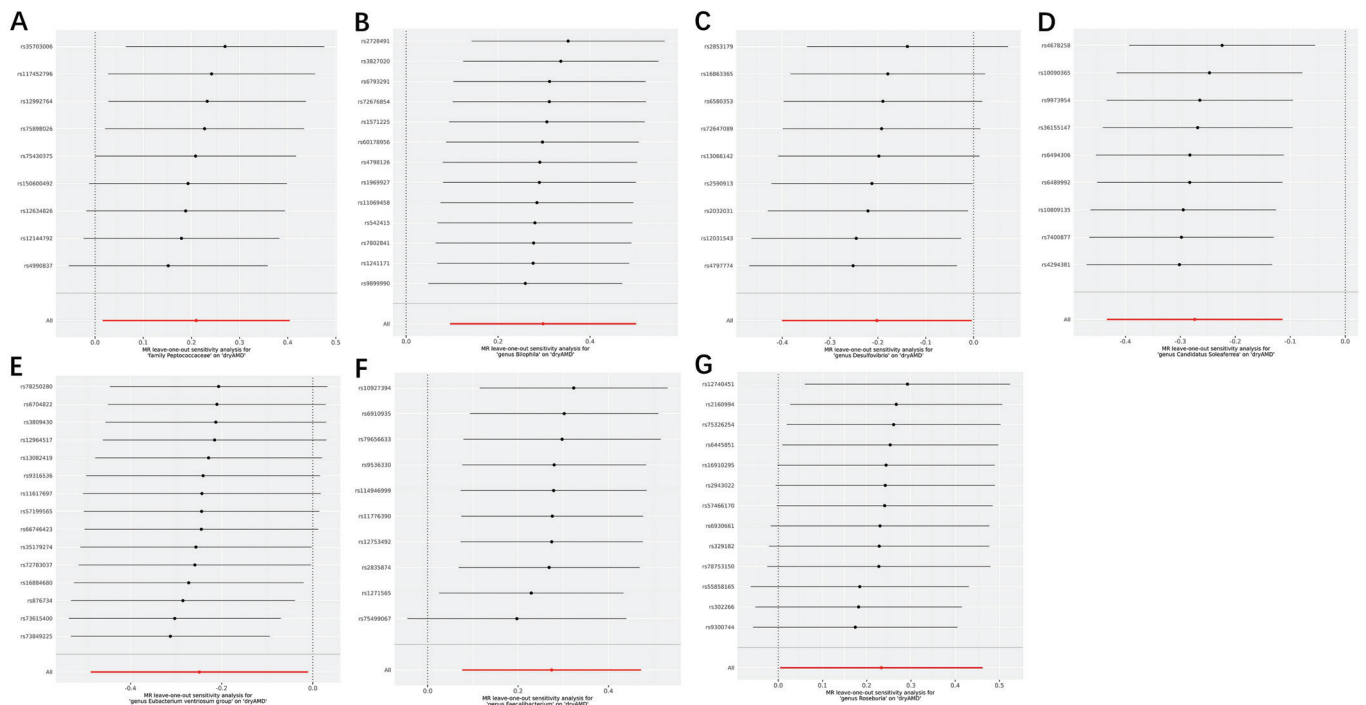 A
rs35703006
rs117452796
rs12992764
rs75898026
rs75430375
rs150600492
rs12634826
rs12144792
rs4990837
All
0.0 0.1 0.2 0.3 0.4 0.5
MR leave-one-out sensitivity analysis for
'family Peptococcaceae' on 'dryAMD'
B
rs2728491
rs3827020
rs6793291
rs72676854
rs1571225
rs60178956
rs4798126
rs1969927
rs11069458
rs542415
rs7802841
rs1241171
rs9899990
All
0.0 0.2 0.4
MR leave-one-out sensitivity analysis for
'genus Bilophila' on 'dryAMD'
C
rs2853179
rs16863365
rs6580353
rs72647089
rs13066142
rs2590913
rs2032031
rs12031543
rs4797774
All
-0.4 -0.3 -0.2 -0.1 0.0
MR leave-one-out sensitivity analysis for
'genus Desulfovibrio' on 'dryAMD'
D
rs4678258
rs10090365
rs9973954
rs36155147
rs6494306
rs6489992
rs10809135
rs7400877
rs4294381
All
-0.4 -0.3 -0.2 -0.1 0.0
MR leave-one-out sensitivity analysis for
'genus Candidatus Soleaferrea' on 'dryAMD'
E
rs78250280
rs6704822
rs3809430
rs12964517
rs13082419
rs9316536
rs11617697
rs57199565
rs66746423
rs35179274
rs72783037
rs16884680
rs876734
rs73615400
rs73849225
All
-0.4 -0.2 0.0
MR leave-one-out sensitivity analysis for
'genus Eubacterium ventriosum group' on 'dryAMD'
F
rs10927394
rs6910935
rs79656633
rs9536330
rs114946999
rs11776390
rs12753492
rs2835874
rs1271565
rs75499067
All
0.0 0.2 0.4
MR leave-one-out sensitivity analysis for
'genus Faecalibacterium' on 'dryAMD'
G
rs12740451
rs2160994
rs75326254
rs6445851
rs16910295
rs2943022
rs57466170
rs6930661
rs329182
rs78753150
rs55858165
rs302266
rs9300744
All
0.0 0.1 0.2 0.3 0.4 0.5
MR leave-one-out sensitivity analysis for
'genus Roseburia' on 'dryAMD'